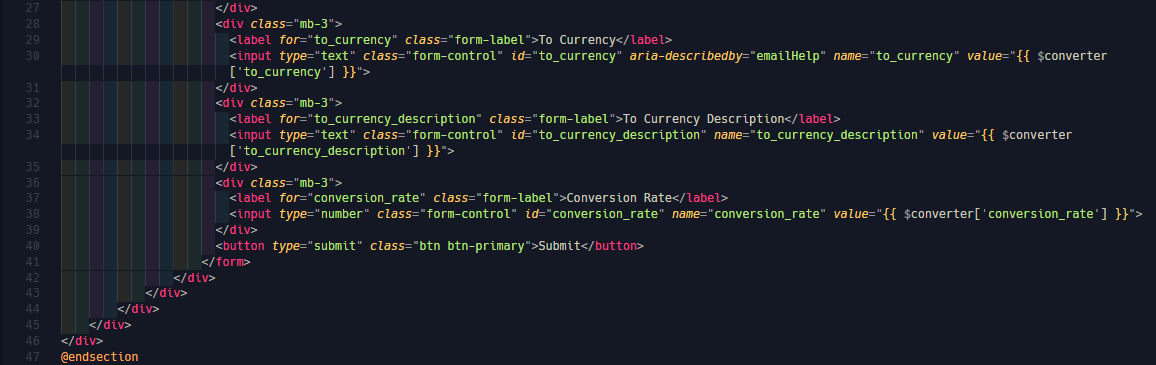 27 </div>
28 <div class="mb-3">
29 <label for="to_currency" class="form-label">To Currency</label>
30 <input type="text" class="form-control" id="to_currency" aria-describedby="emailHelp" name="to_currency" value="{{ $converter
['to_currency'] }}">
31 </div>
32 <div class="mb-3">
33 <label for="to_currency_description" class="form-label">To Currency Description</label>
34 <input type="text" class="form-control" id="to_currency_description" name="to_currency_description" value="{{ $converter
['to_currency_description'] }}">
35 </div>
36 <div class="mb-3">
37 <label for="conversion_rate" class="form-label">Conversion Rate</label>
38 <input type="number" class="form-control" id="conversion_rate" name="conversion_rate" value="{{ $converter['conversion_rate'] }}">
39 </div>
40 <button type="submit" class="btn btn-primary">Submit</button>
41 </form>
42 </div>
43 </div>
44 </div>
45 </div>
46 </div>
47 @endsection